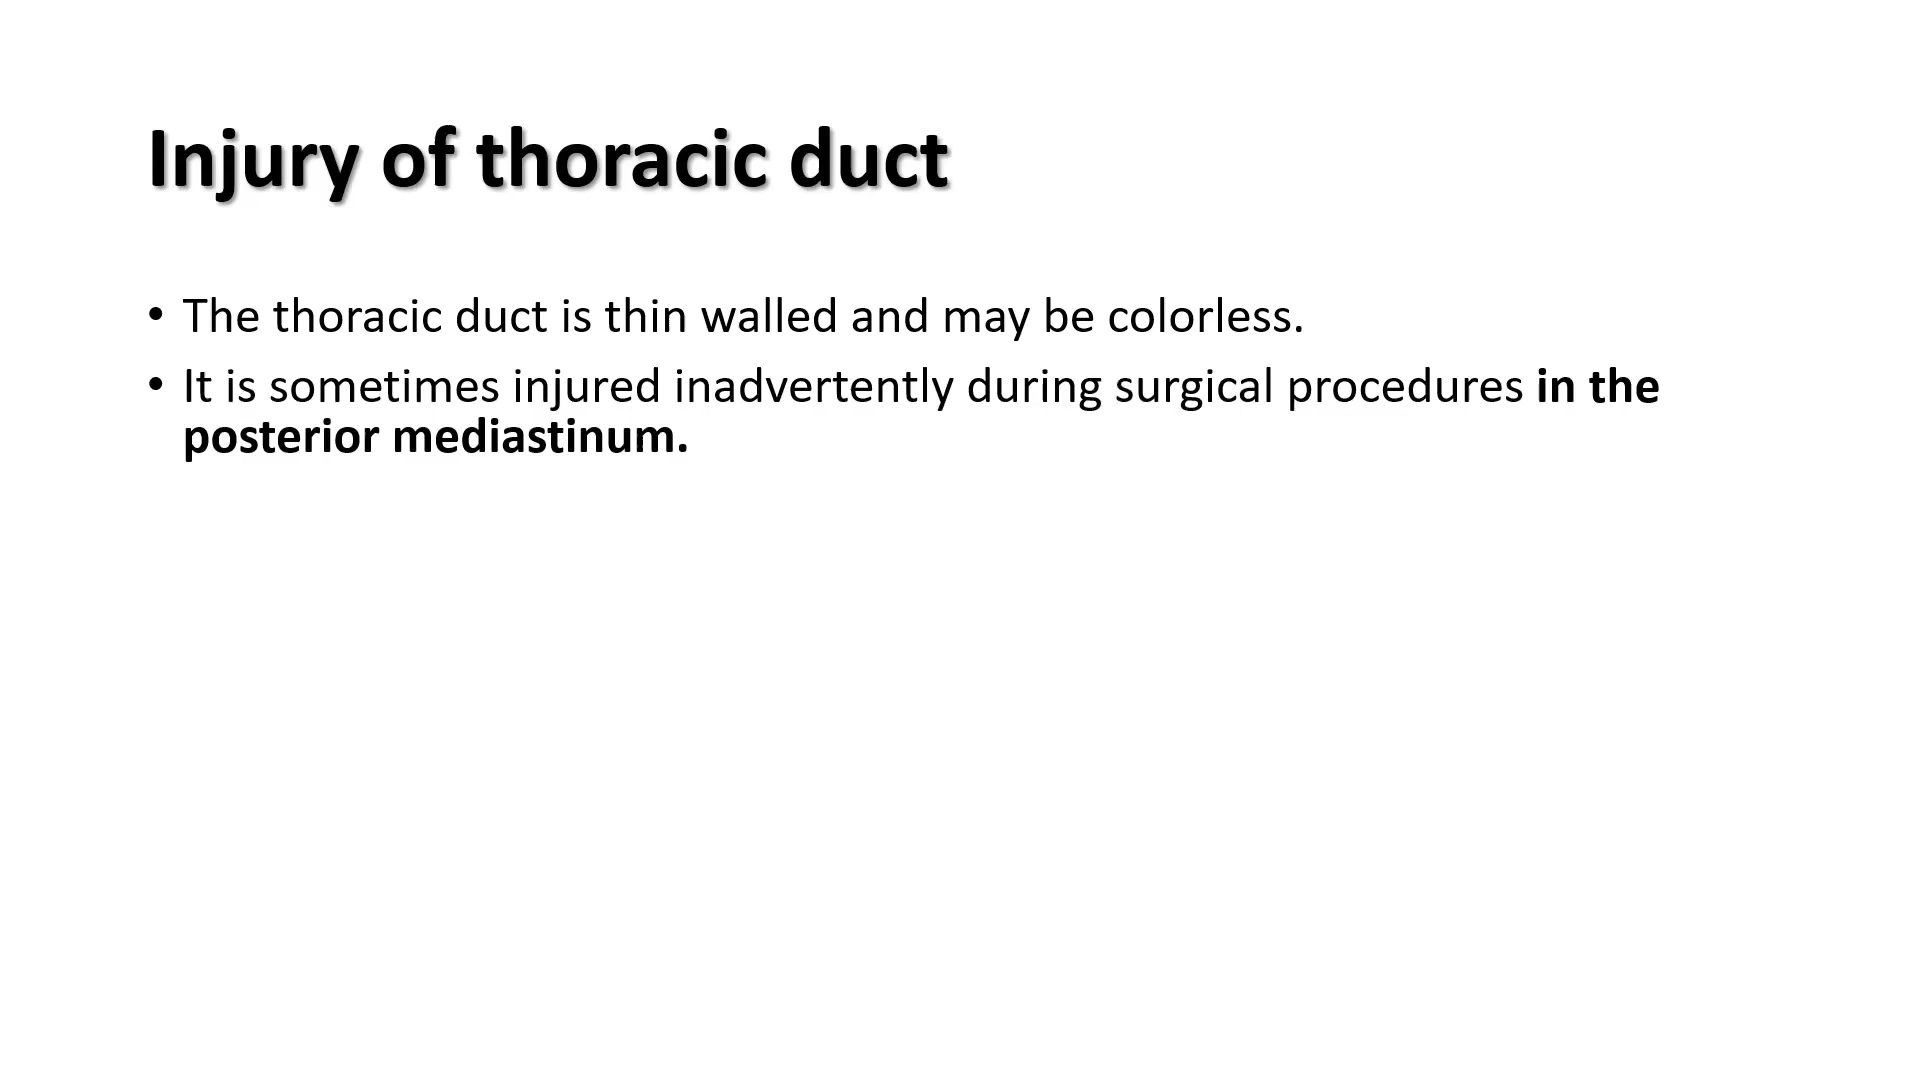 Injury of thoracic duct
• The thoracic duct is thin walled and may be colorless.
• It is sometimes injured inadvertently during surgical procedures in the
posterior mediastinum.